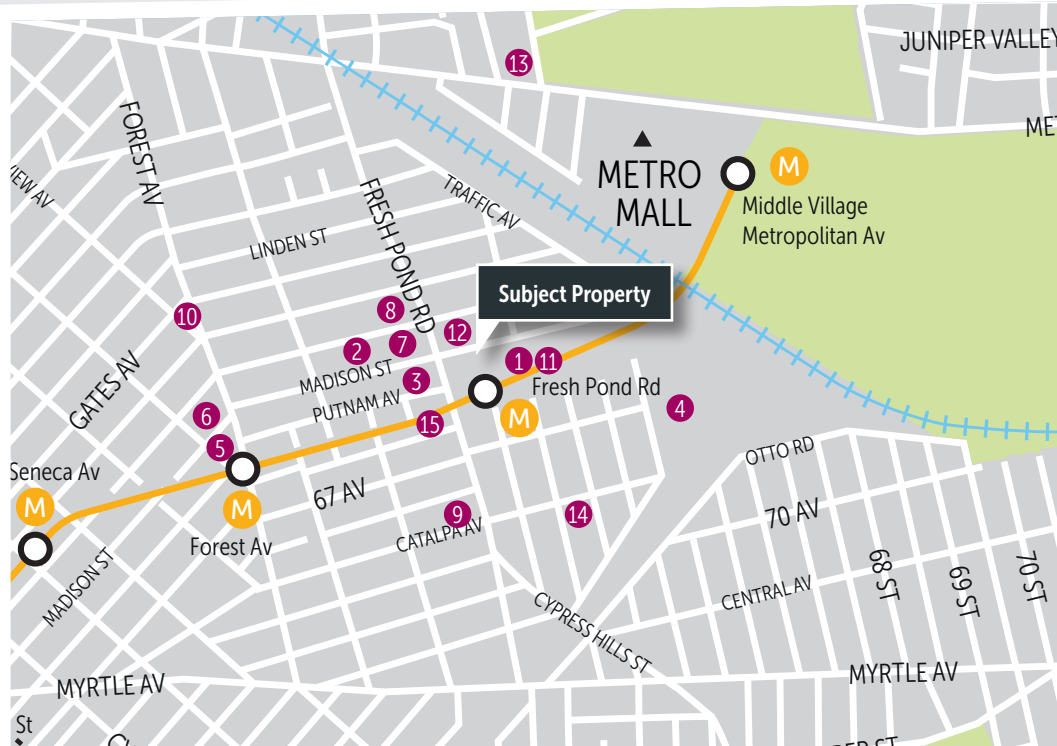 JUNIPER VALLEY
13
FOREST AV
METRO
MALL
M
Middle Village
Metropolitan Av
VIEW AV
TRAFFIC AV
FRESH POND RD
LINDEN ST
Subject Property
10
8
12
7
2
1
11
MADISON ST
3
Fresh Pond Rd
GATES AV
PUTNAM AV
4
6
15
M
5
OTTO RD
Seneca Av
M
M
67 AV
9
14
70 AV
Forest Av
CATALPA AV
68 ST
69 ST
70 ST
MADISON ST
CENTRAL AV
CYPRESS HILLS ST
MYRTLE AV
MYRTLE AV
St